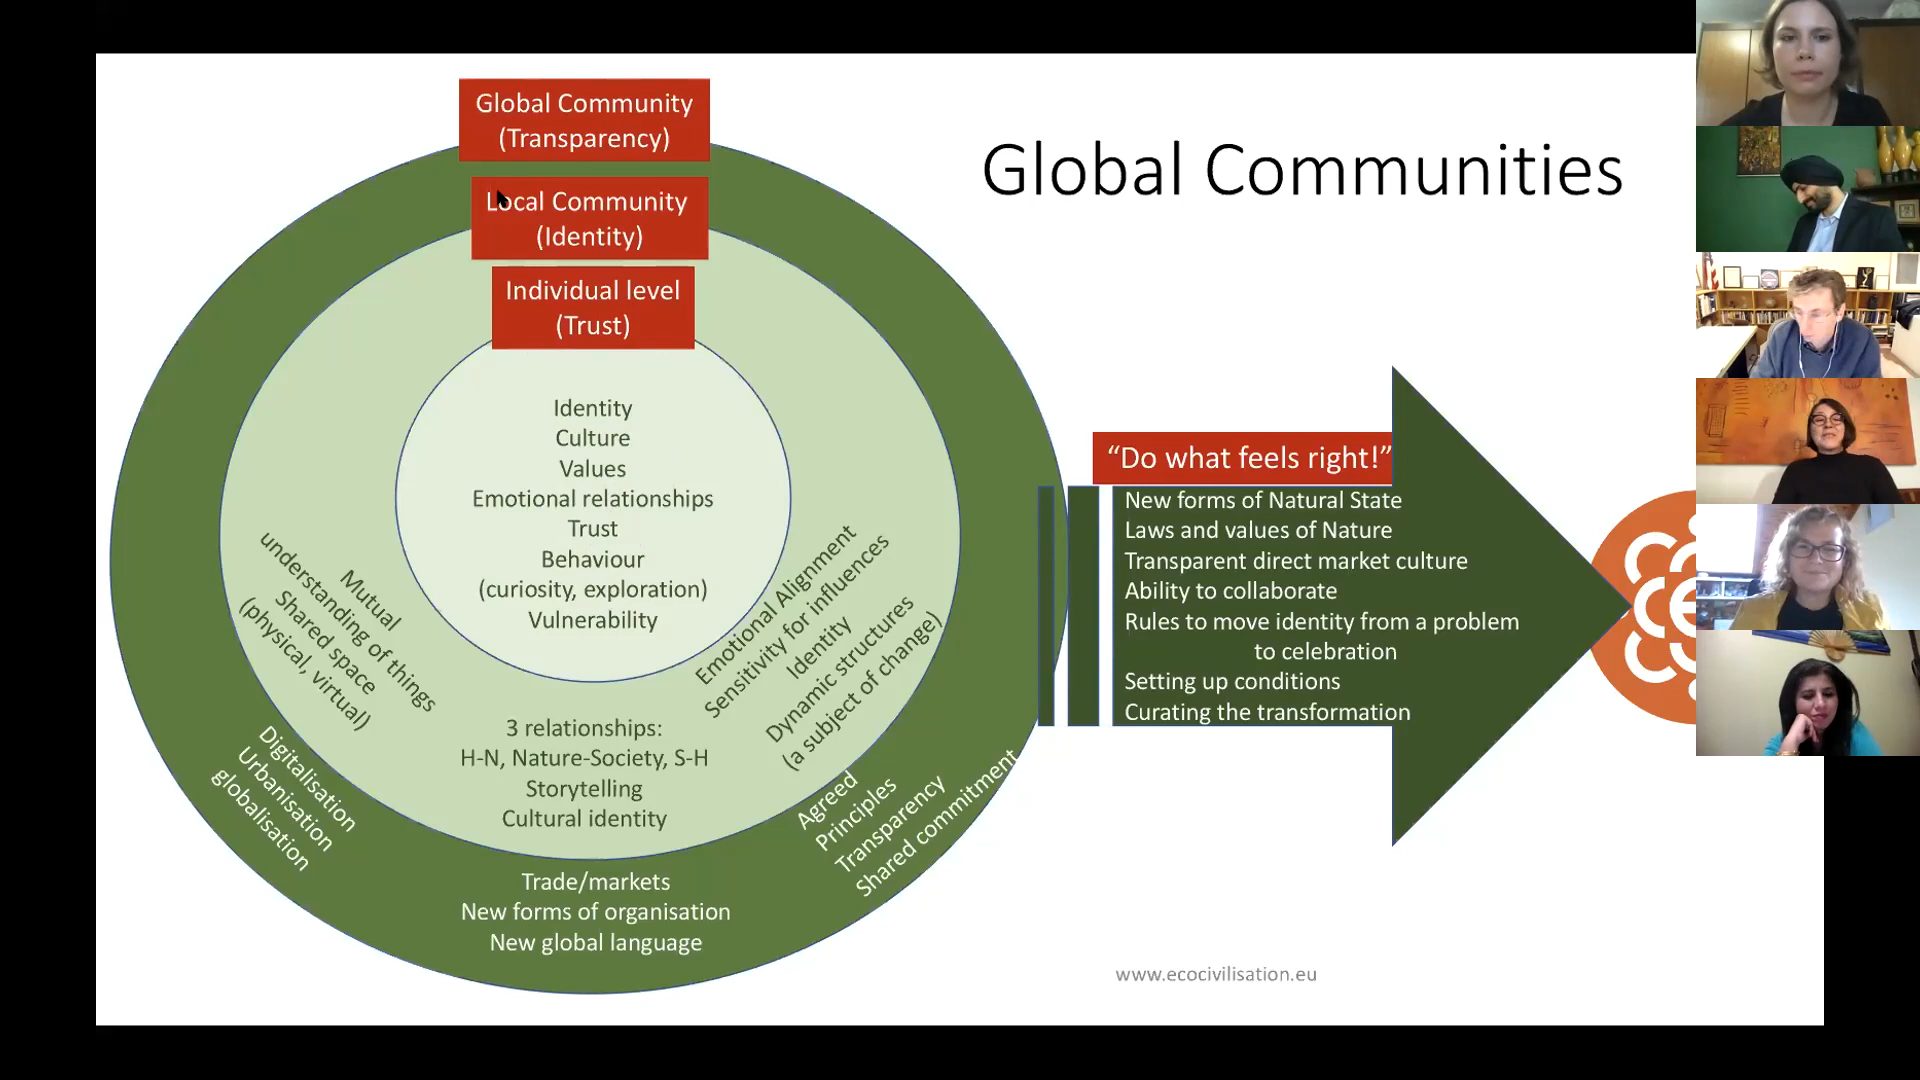 Global Community
(Transparency)
Local Community
(Identity)
Individual level
(Trust)
Global Communities
Identity
Culture
Values
Emotional relationships
Trust
Behaviour
(curiosity, exploration)
Vulnerability
Mutual
understanding of things
Shared space
(physical, virtual)
3 relationships:
H-N, Nature-Society, S-H
Storytelling
Cultural identity
Emotional Alignment
Sensitivity for influences
Identity
Dynamic structures
(a subject of change)
Digitalisation
Urbanisation
globalisation
Trade/markets
New forms of organisation
New global language
Agreed
Principles
Transparency
Shared commitment
“Do what feels right!”
New forms of Natural State
Laws and values of Nature
Transparent direct market culture
Ability to collaborate
Rules to move identity from a problem
to celebration
Setting up conditions
Curating the transformation
www.ecocivilisation.eu